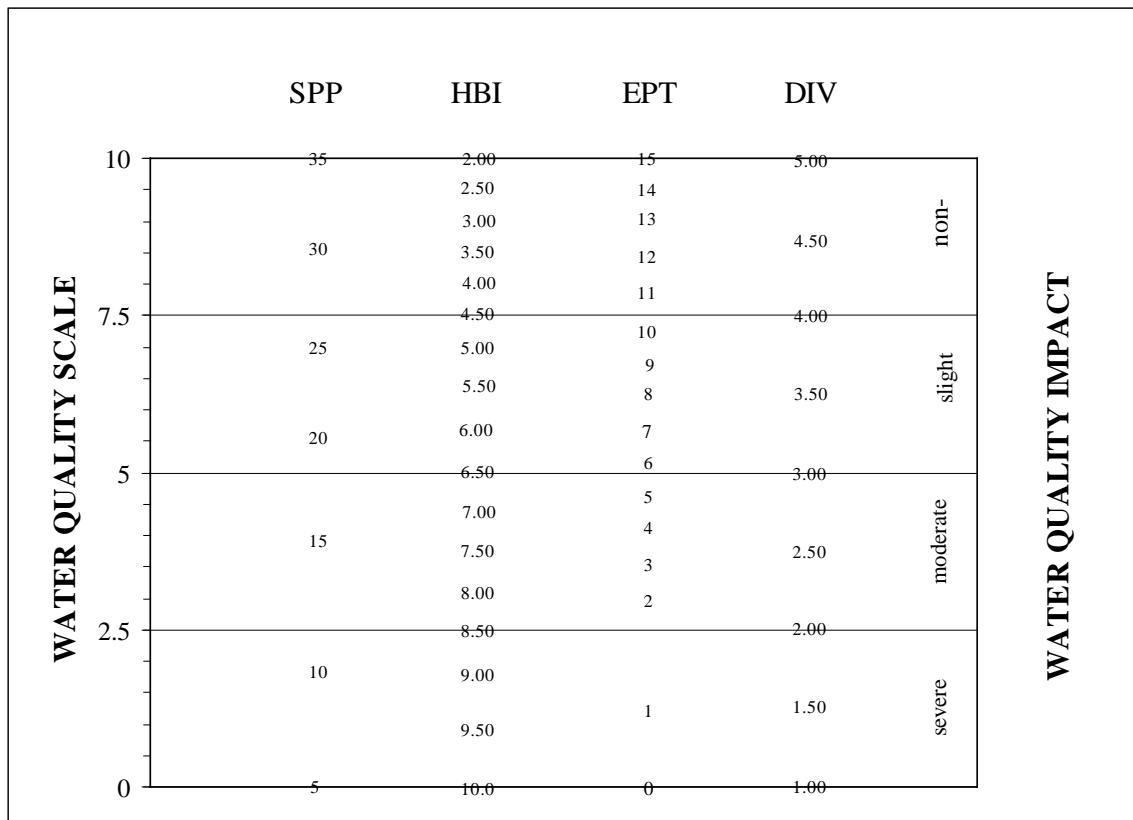 SPP HBI EPT DIV
10 35 2.00 15 5.00
2.50 14
3.00 13
30 3.50 12 4.50
4.00 11
7.5 4.50 4.00
10
25 5.00 9
5.50 8 3.50
20 6.00 7
6
5 6.50 3.00
5
7.00 4
15 7.50 3 2.50
8.00 2
2.5 8.50 2.00
10 9.00
1 1.50
9.50
0 5 10.0 0 1.00
WATER QUALITY SCALE
non-
slight
moderate
severe
WATER QUALITY IMPACT